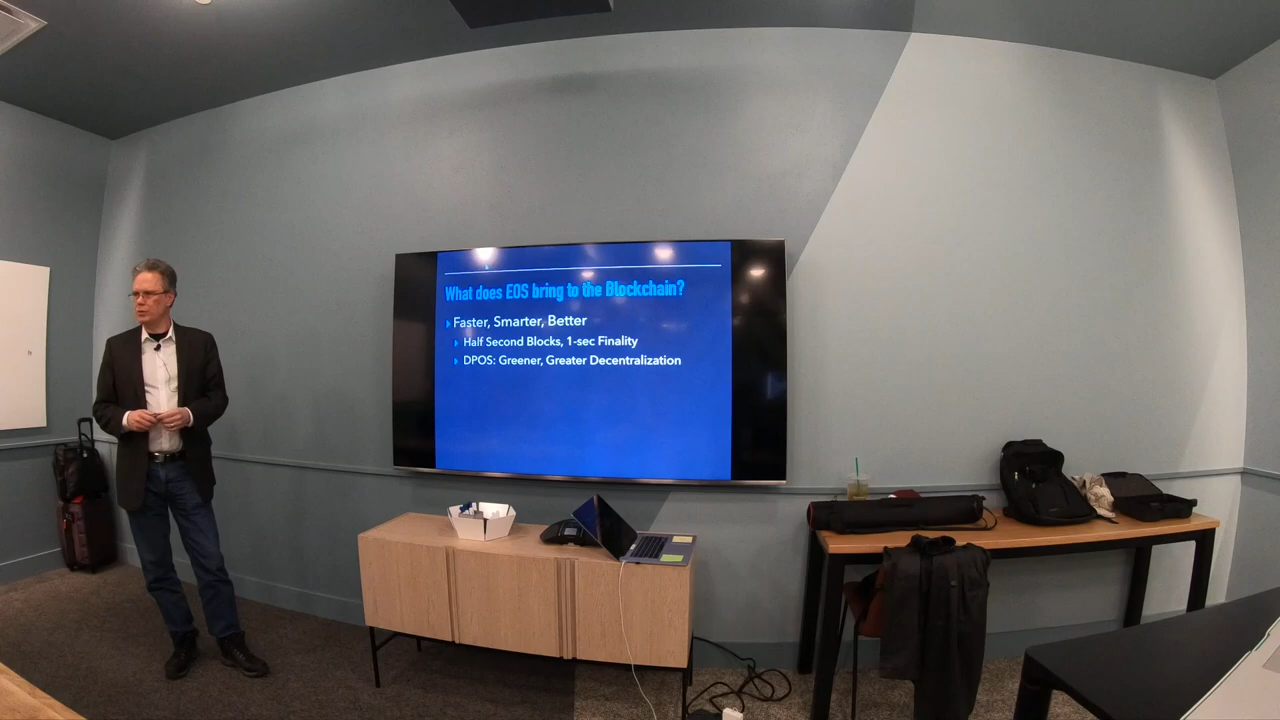 What does EOS bring to the Blockchain?
Faster, Smarter, Better
Half Second Blocks, 1-sec Finality
DPOS: Greener, Greater Decentralization